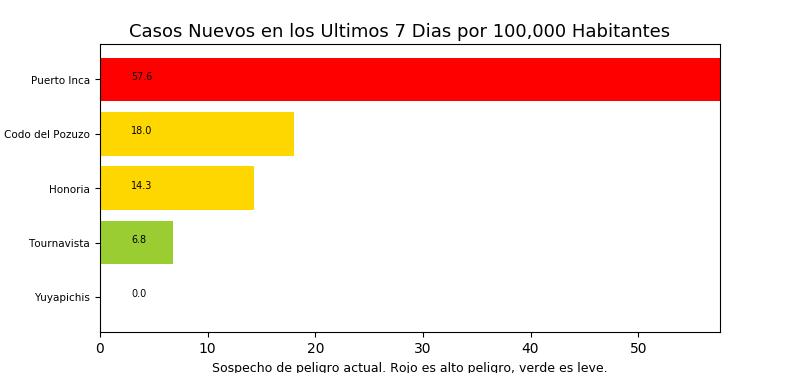 Casos Nuevos en los Ultimos 7 Dias por 100,000 Habitantes
Puerto Inca 57.6
Codo del Pozuzo 18.0
Honoria 14.3
Tournavista 6.8
Yuyapichis 0.0
0 10 20 30 40 50
Sospecho de peligro actual. Rojo es alto peligro, verde es leve.